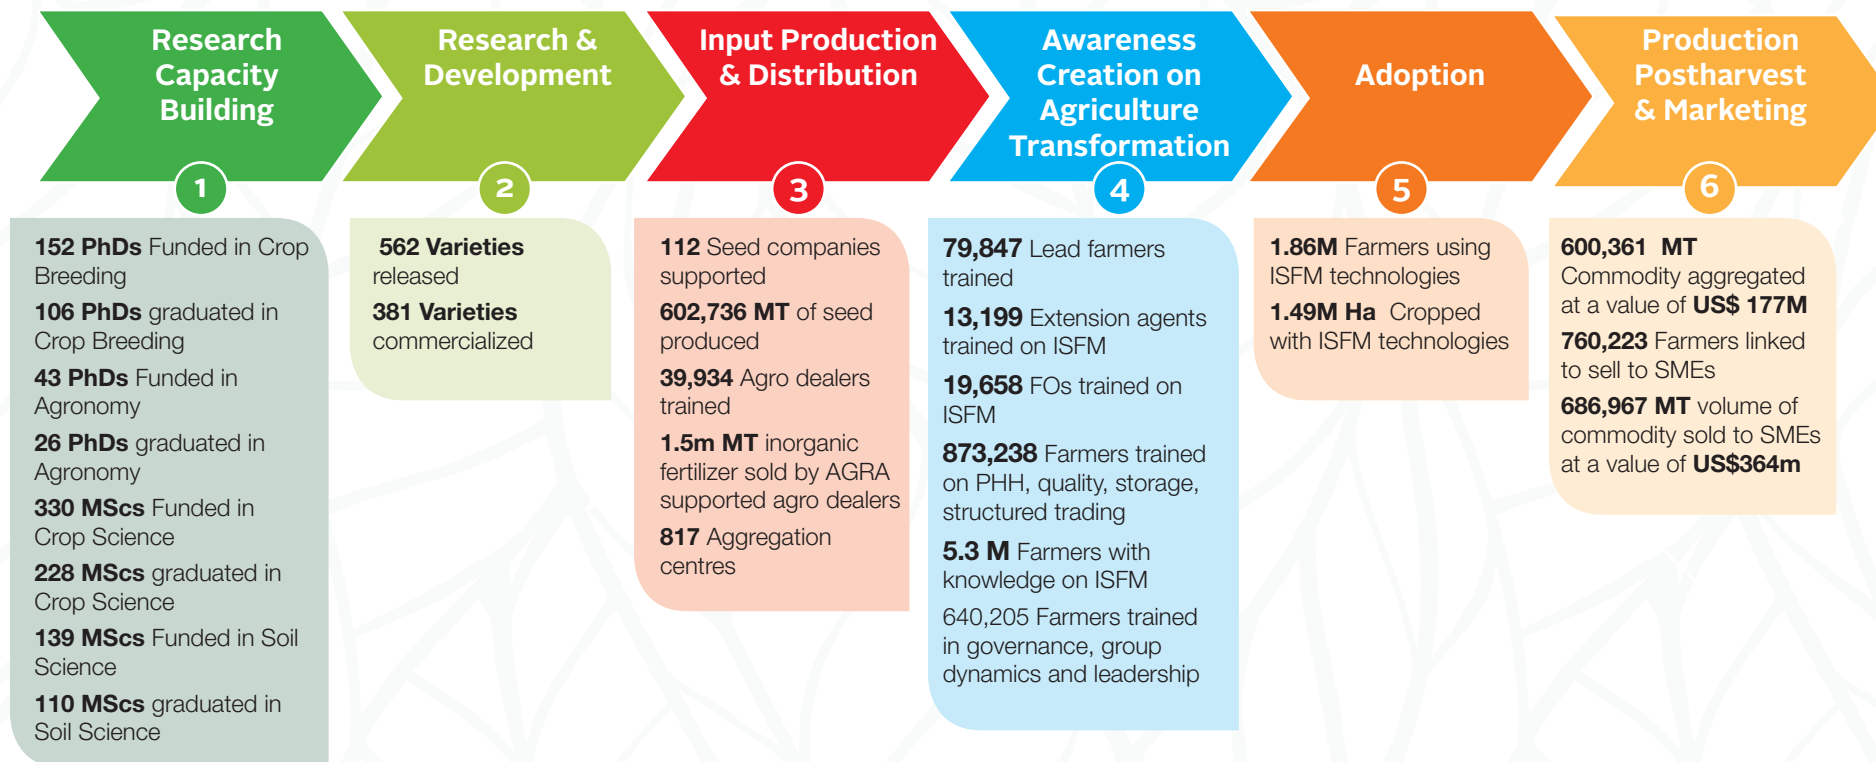 Research
Capacity
Building
1
152 PhDs Funded in Crop
Breeding
106 PhDs graduated in
Crop Breeding
43 PhDs Funded in
Agronomy
26 PhDs graduated in
Agronomy
330 MScs Funded in
Crop Science
228 MScs graduated in
Crop Science
139 MScs Funded in Soil
Science
110 MScs graduated in
Soil Science
Research &
Development
2
562 Varieties
released
381 Varieties
commercialized
Input Production
& Distribution
3
112 Seed companies
supported
602,736 MT of seed
produced
39,934 Agro dealers
trained
1.5m MT inorganic
fertilizer sold by AGRA
supported agro dealers
817 Aggregation
centres
Awareness
Creation on
Agriculture
Transformation
4
79,847 Lead farmers
trained
13,199 Extension agents
trained on ISFM
19,658 FOs trained on
ISFM
873,238 Farmers trained
on PHH, quality, storage,
structured trading
5.3 M Farmers with
knowledge on ISFM
640,205 Farmers trained
in governance, group
dynamics and leadership
Adoption
5
1.86M Farmers using
ISFM technologies
1.49M Ha Cropped
with ISFM technologies
Production
Postharvest
& Marketing
6
600,361 MT
Commodity aggregated
at a value of US$ 177M
760,223 Farmers linked
to sell to SMEs
686,967 MT volume of
commodity sold to SMEs
at a value of US$364m